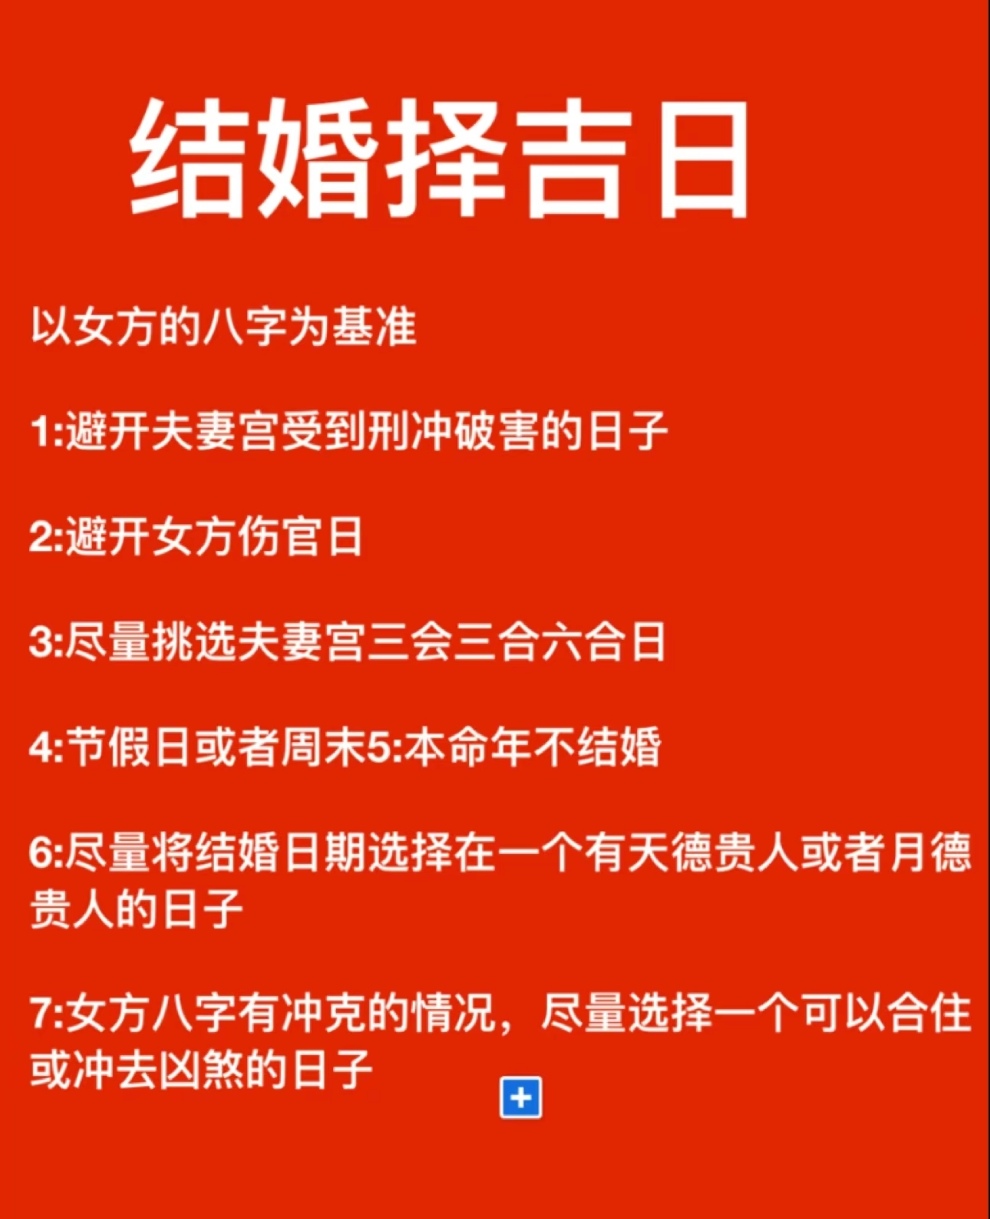 结婚择吉日
以女方的八字为基准
1:避开夫妻宫受到刑冲破害的日子
2:避开女方伤官日
3:尽量挑选夫妻宫三会三合六合日
4:节假日或者周末5:本命年不结婚
6:尽量将结婚日期选择在一个有天德贵人或者月德
贵人的日子
7:女方八字有冲克的情况，尽量选择一个可以合住
或冲去凶煞的日子